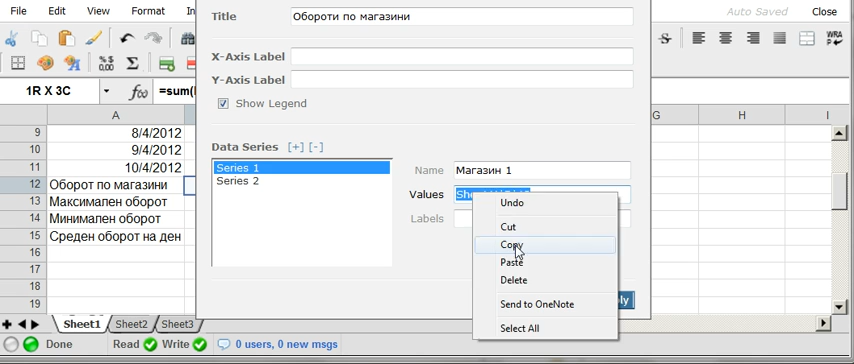 File Edit View Format In
Auto Saved Close
Title Обороти по магазини
X-Axis Label
Y-Axis Label
Show Legend
WRA
1R X 3C =sum(
A G H I
Data Series [+] [-]
Series 1
Series 2
Name Магазин 1
Values
Labels
Undo
Cut
Copy
Paste
Delete
Send to OneNote
Select All
9 8/4/2012
10 9/4/2012
11 10/4/2012
12 Оборот по магазини
13 Максимален оборот
14 Минимален оборот
15 Среден оборот на ден
16
17
18
19
Sheet1 Sheet2 Sheet3
Done Read Write 0 users, 0 new msgs